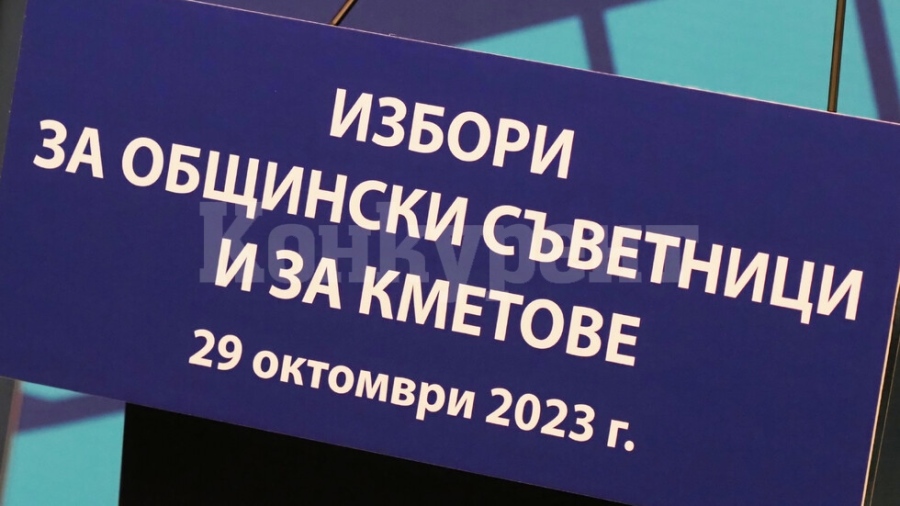 ИЗБОРИ
ЗА ОБЩИНСКИ СЪВЕТНИЦИ
И ЗА КМЕТОВЕ
29 октомври 2023 г.
Конкурент